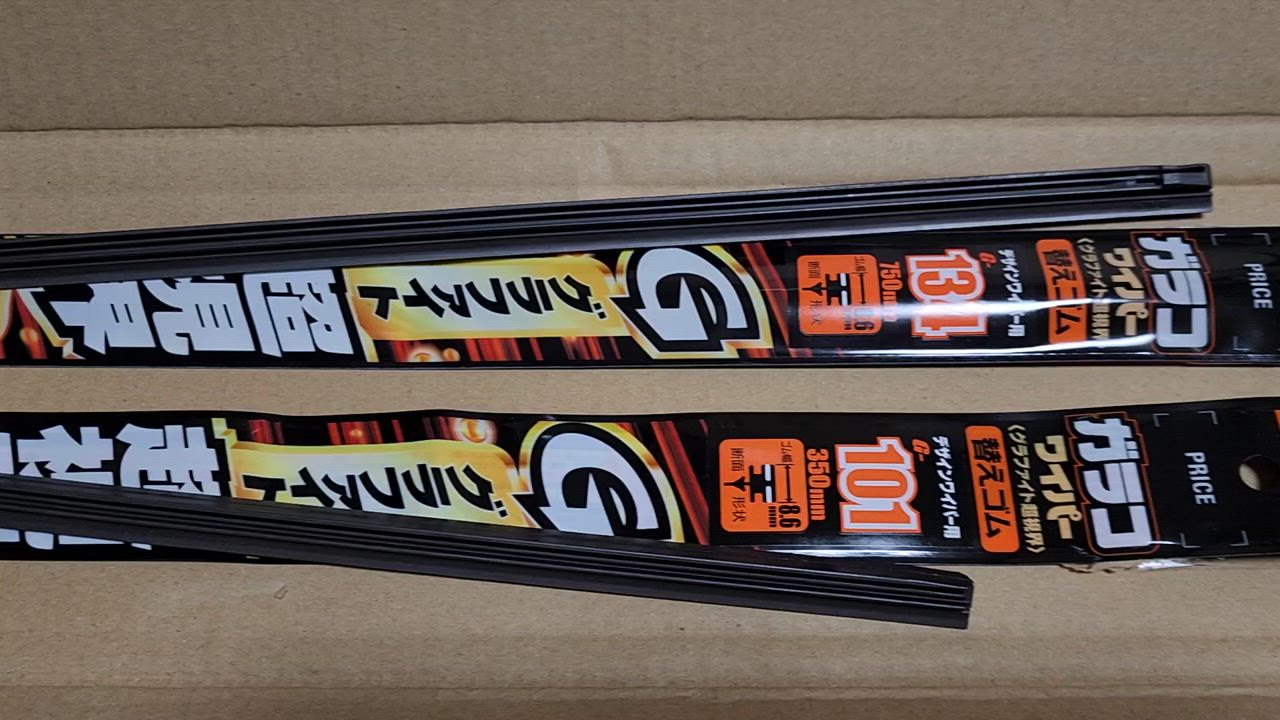 PRICE
ガラコ
ワイパー
〈グラファイト超視界〉
替えゴム
デザインワイパー用
G-134
750mm
断面
形状
G
グラファイト
超視界
PRICE
ガラコ
ワイパー
〈グラファイト超視界〉
替えゴム
デザインワイパー用
G-101
350mm
ゴム幅
8.6
mm
断面
形状
G
グラファイト
超視